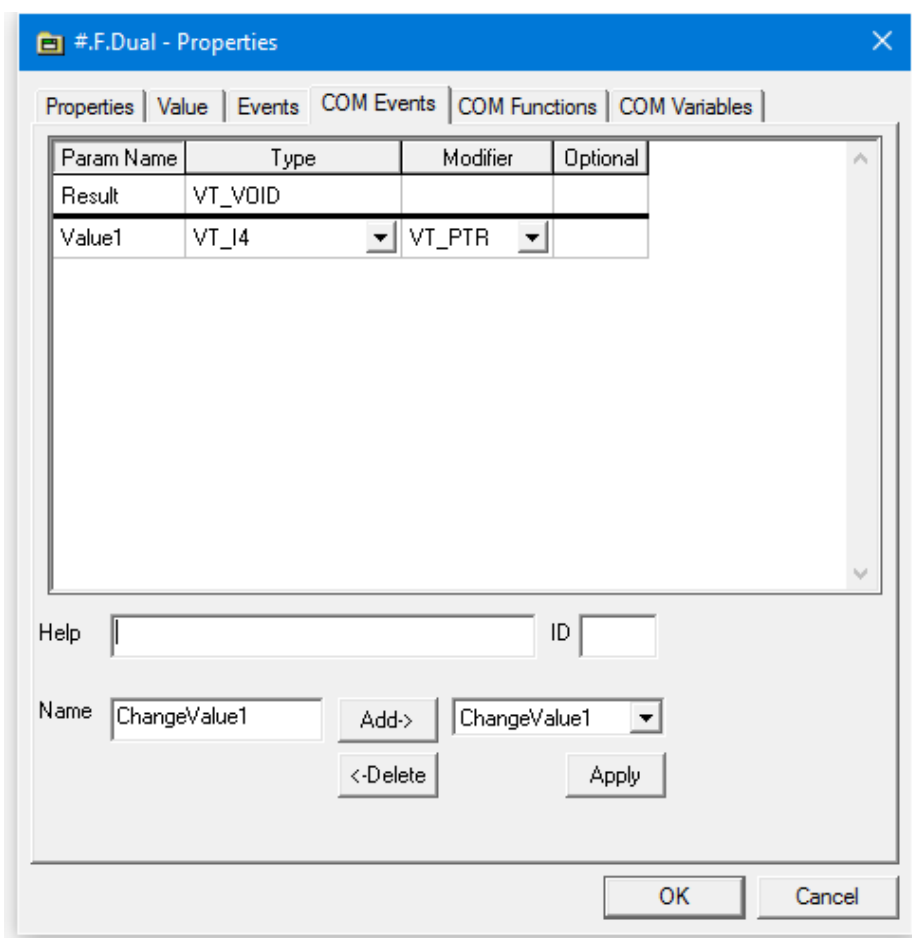 #.F.Dual - Properties
Properties Value Events COM Events COM Functions COM Variables
Param Name Type Modifier Optional
Result VT_VOID
Value1 VT_I4 VT_PTR
Help ID
Name ChangeValue1 Add-> ChangeValue1
<-Delete Apply
OK Cancel